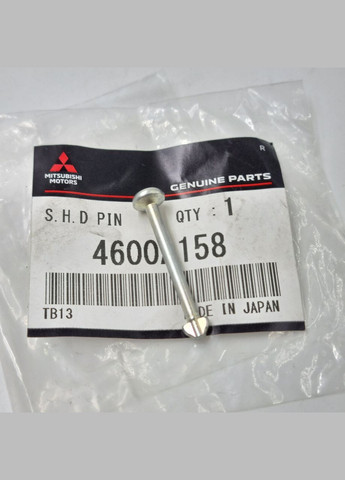 MITSUBISHI
MOTORS
R
GENUINE PARTS
S.H.D PIN QTY : 1
4600 158
TB13 DE IN JAPAN